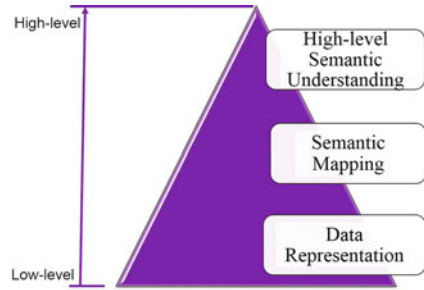 High-level
High-level
Semantic
Understanding
Semantic
Mapping
Data
Representation
Low-level